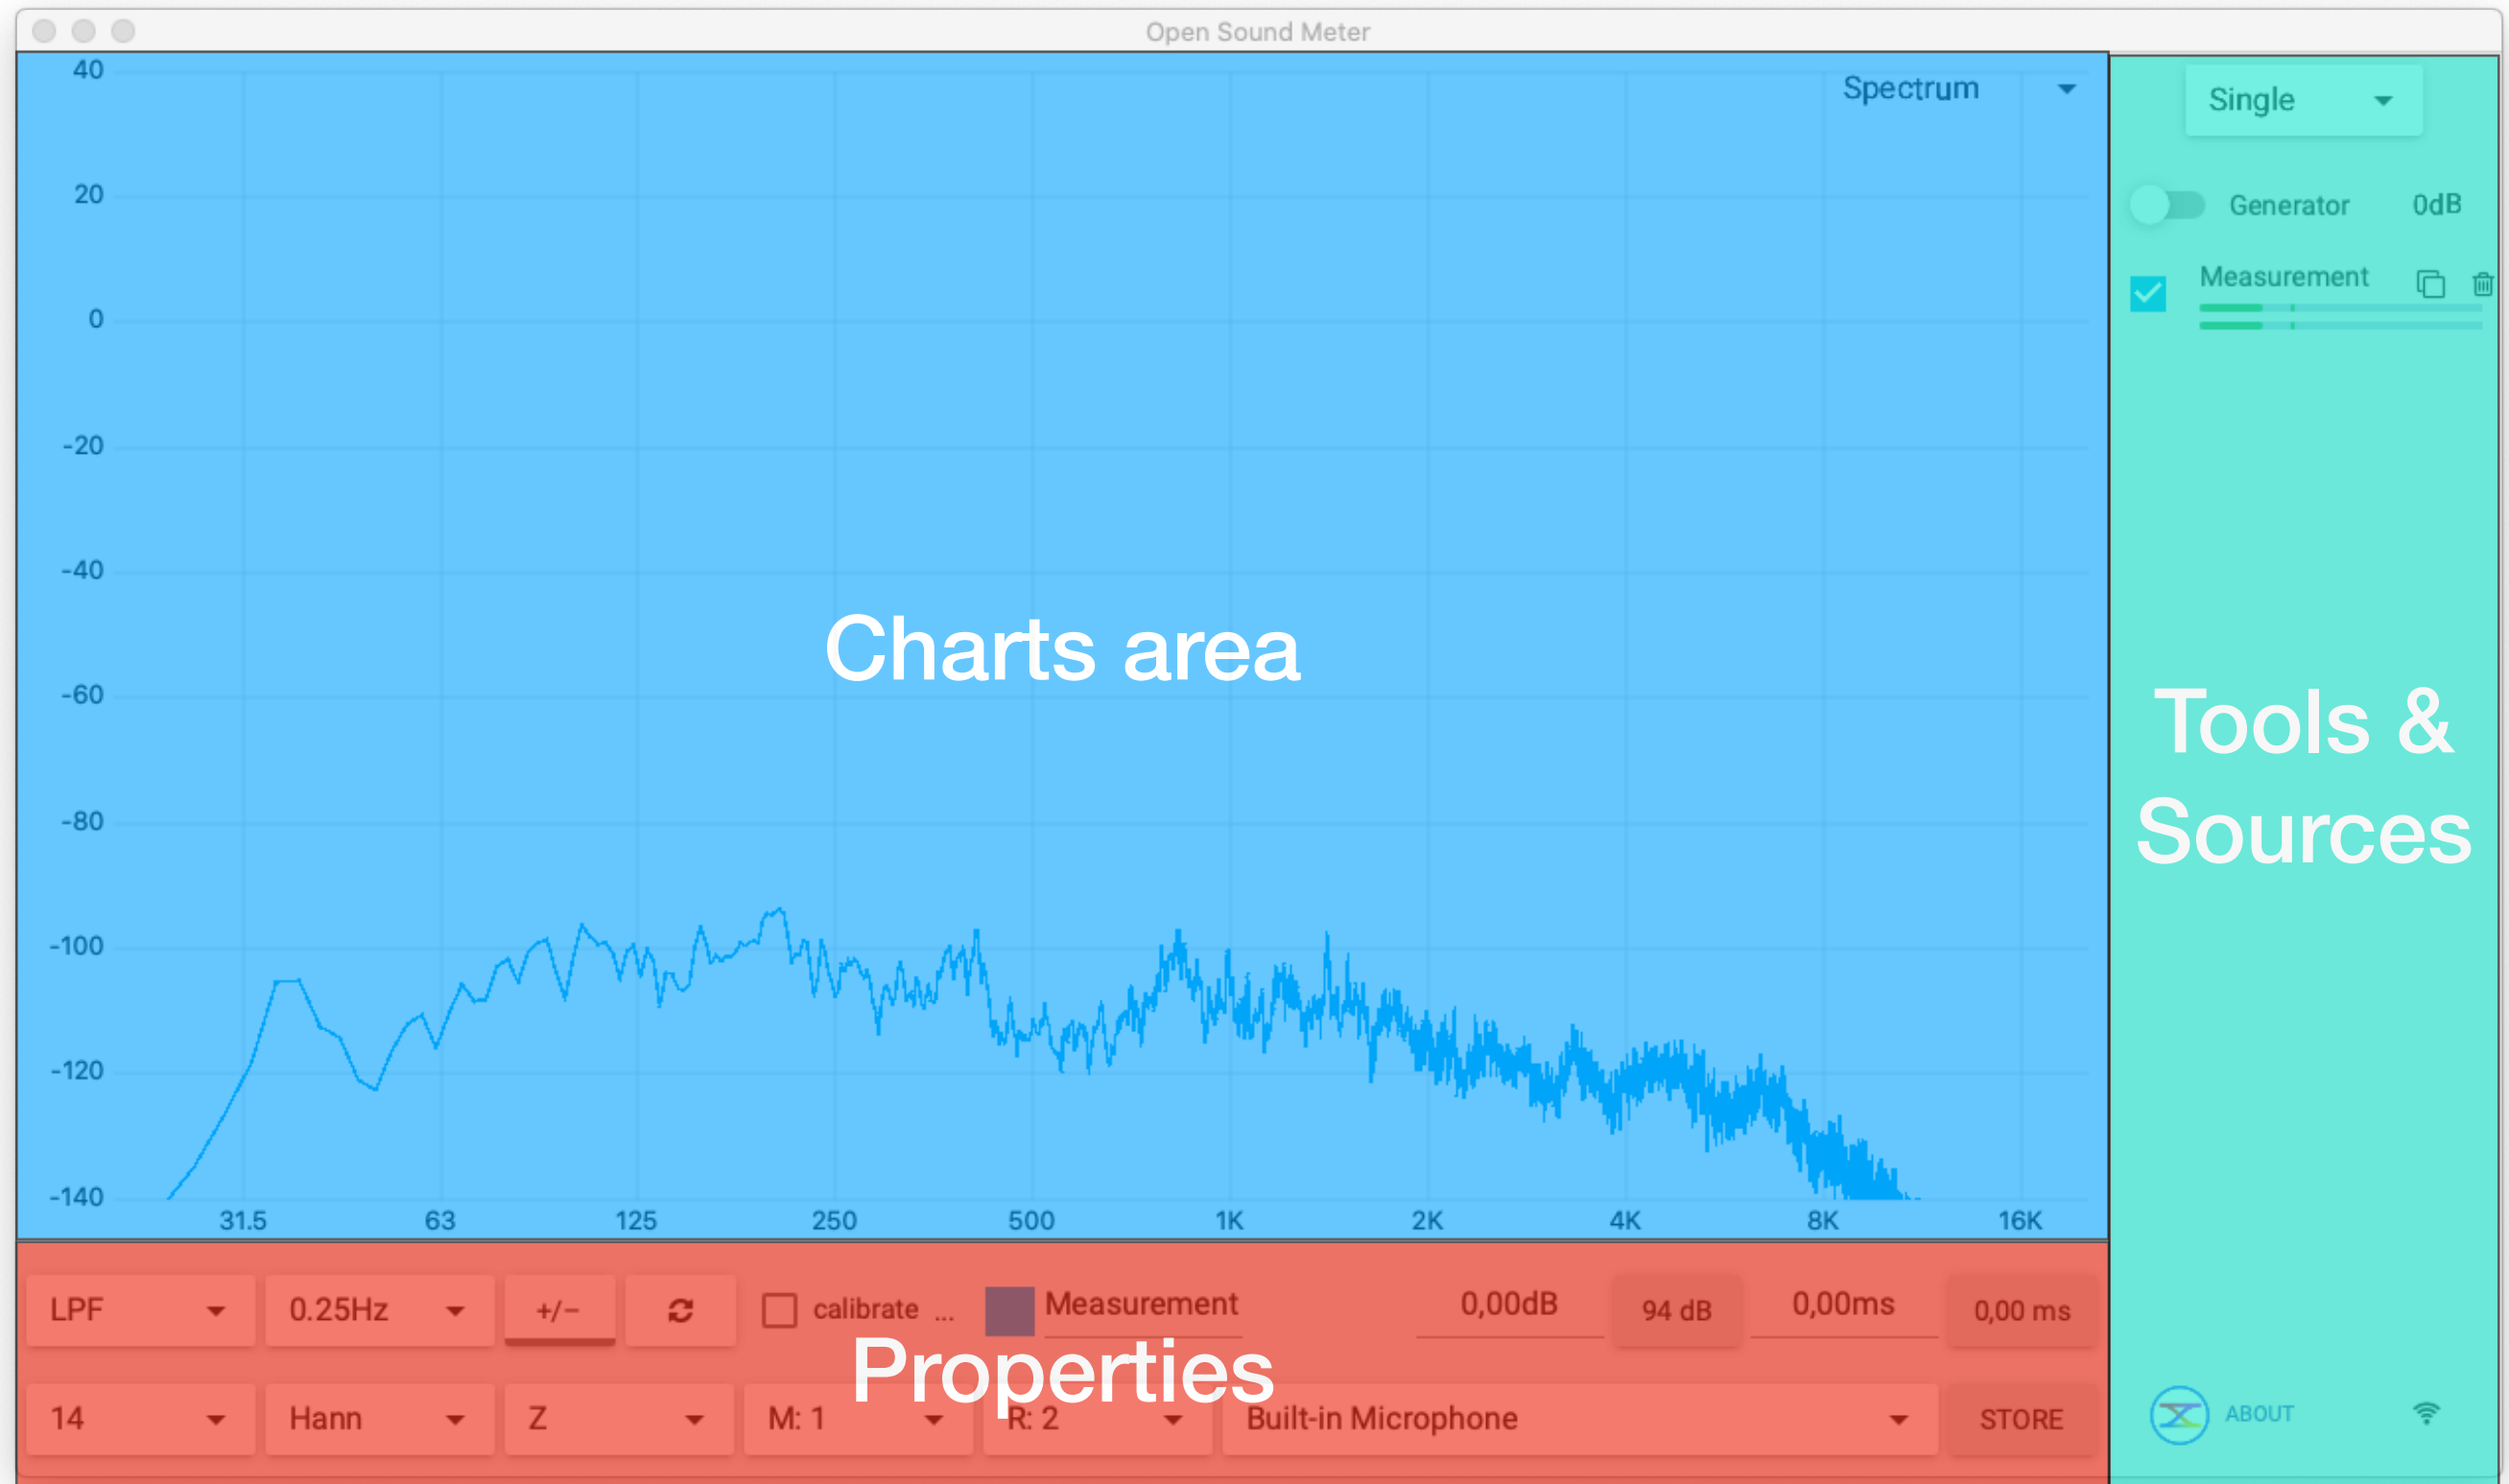 Open Sound Meter
40
Spectrum
20
0
-20
-40
-60
-80
-100
-120
-140
31.5 63 125 250 500 1K 2K 4K 8K 16K
Charts area
Single
Generator 0dB
Measurement
Tools &
Sources
ABOUT
LPF 0.25Hz +/− calibrate ... Measurement 0,00dB 94 dB 0,00ms 0,00 ms
Properties
14 Hann Z M: 1 R: 2 Built-in Microphone STORE